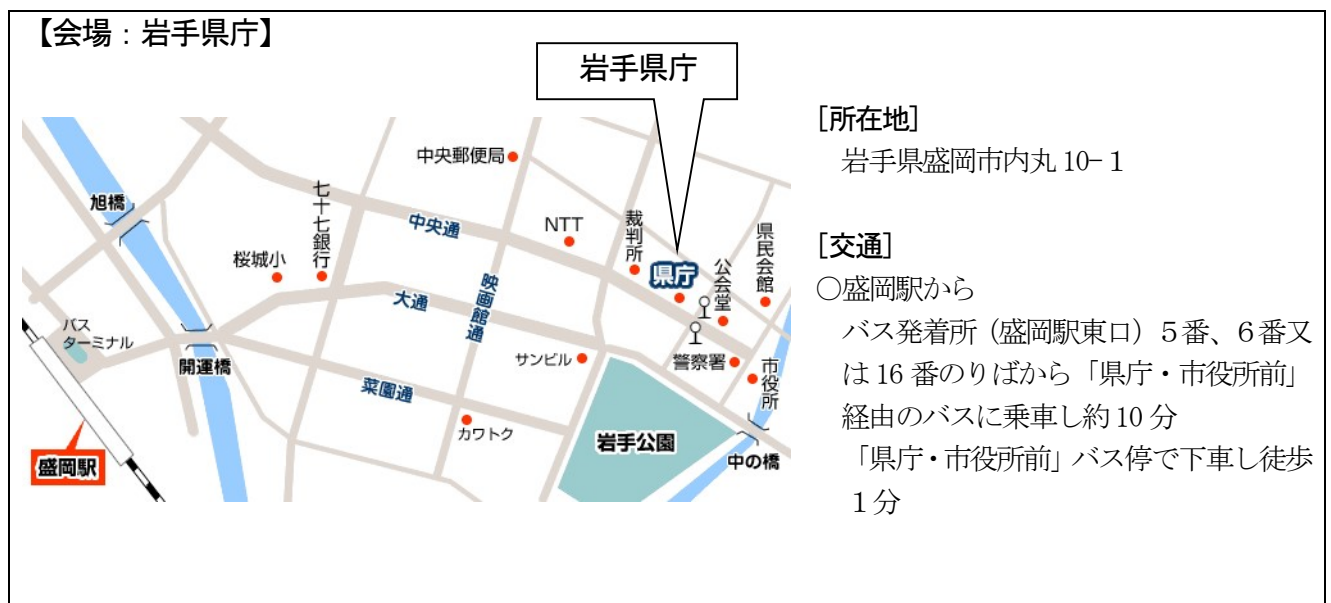 【会場：岩手県庁】
岩手県庁
中央郵便局
七十七銀行
旭橋
中央通
NTT
裁判所
県民会館
桜城小
県庁
公会堂
映画館通
大通
バス
ターミナル
開運橋
サンビル
警察署
市役所
菜園通
カワトク
岩手公園
中の橋
盛岡駅
［所在地］
岩手県盛岡市内丸 10-１
［交通］
○盛岡駅から
バス発着所（盛岡駅東口）５番、６番又
は 16 番のりばから「県庁・市役所前」
経由のバスに乗車し約 10 分
「県庁・市役所前」バス停で下車し徒歩
１分